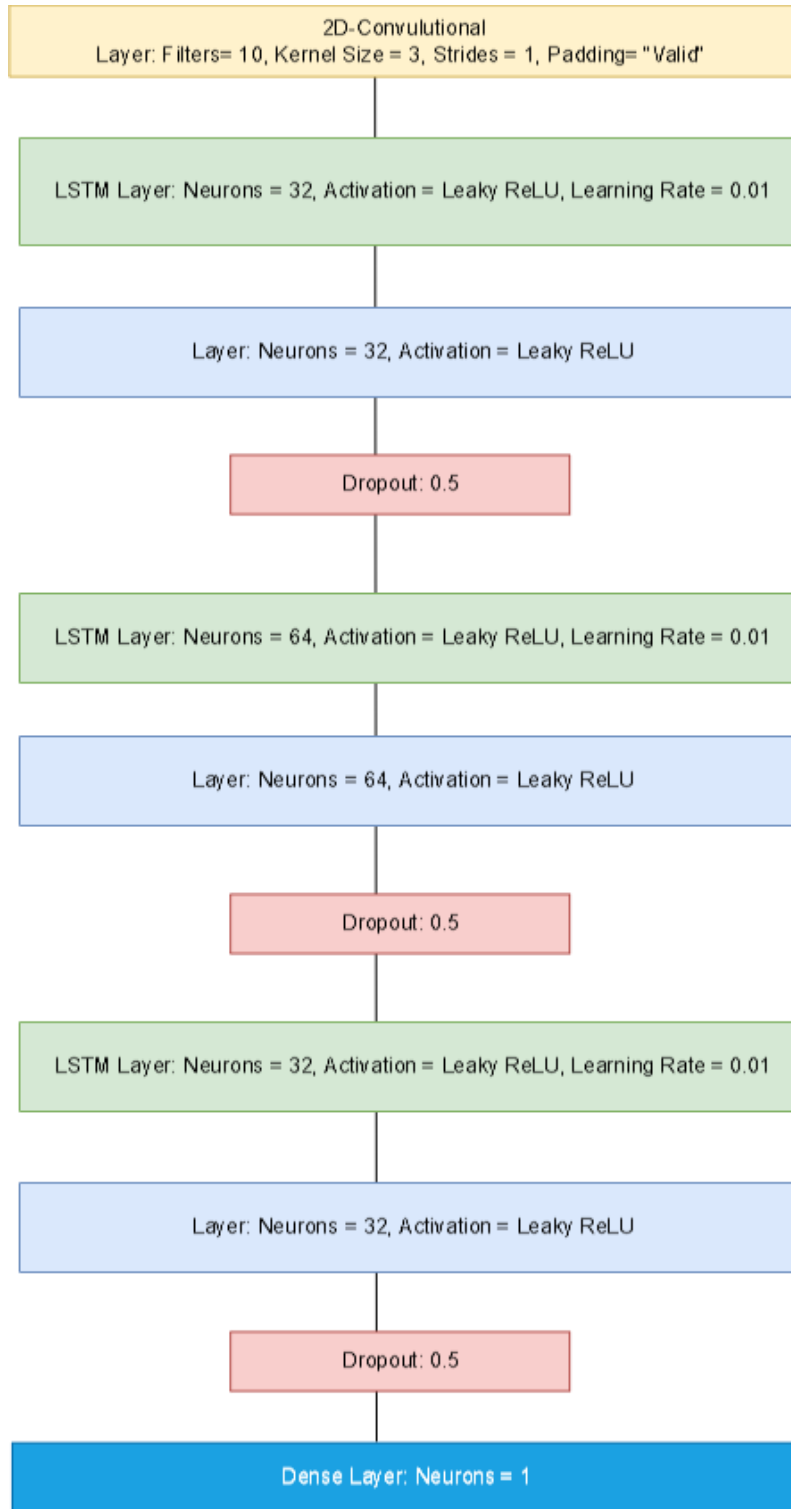 2D-Convulutional
Layer: Filters= 10, Kernel Size = 3, Strides = 1, Padding= "Valid"
LSTM Layer: Neurons = 32, Activation = Leaky ReLU, Learning Rate = 0.01
Layer: Neurons = 32, Activation = Leaky ReLU
Dropout: 0.5
LSTM Layer: Neurons = 64, Activation = Leaky ReLU, Learning Rate = 0.01
Layer: Neurons = 64, Activation = Leaky ReLU
Dropout: 0.5
LSTM Layer: Neurons = 32, Activation = Leaky ReLU, Learning Rate = 0.01
Layer: Neurons = 32, Activation = Leaky ReLU
Dropout: 0.5
Dense Layer: Neurons = 1